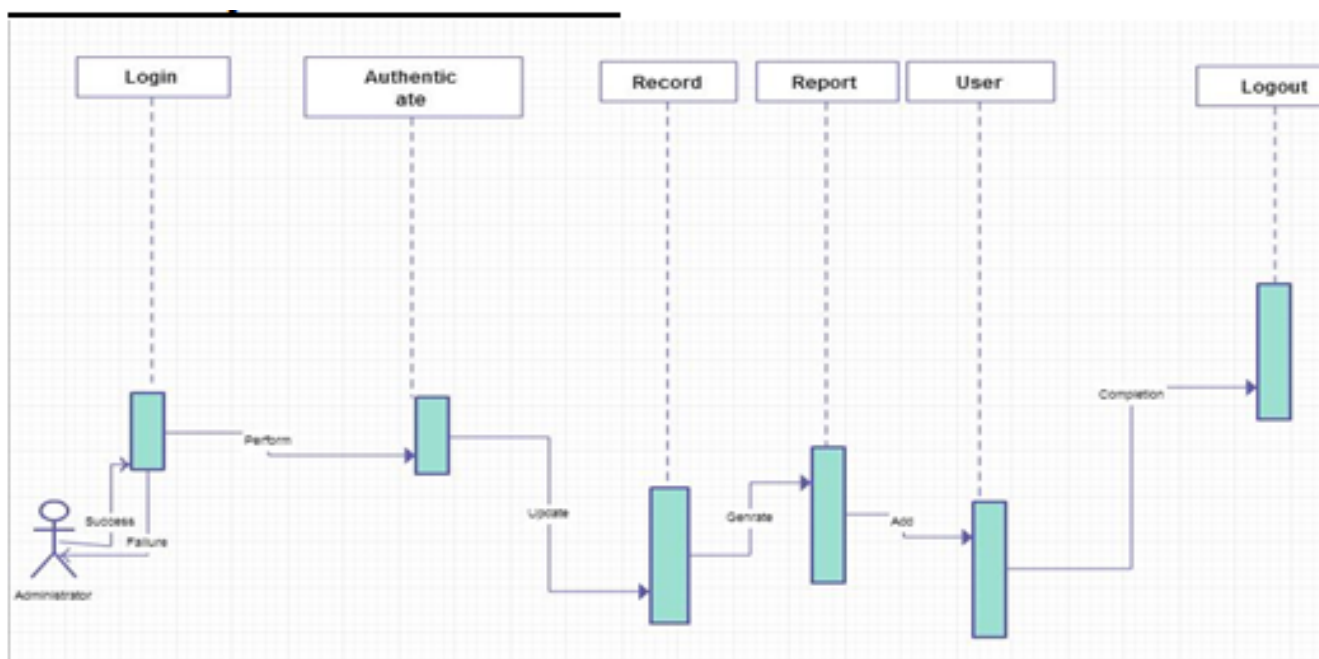 Login
Authentic
ate
Record
Report
User
Logout
Completion
Perform
Success
Update
Genrate
Add
Failure
Administrator